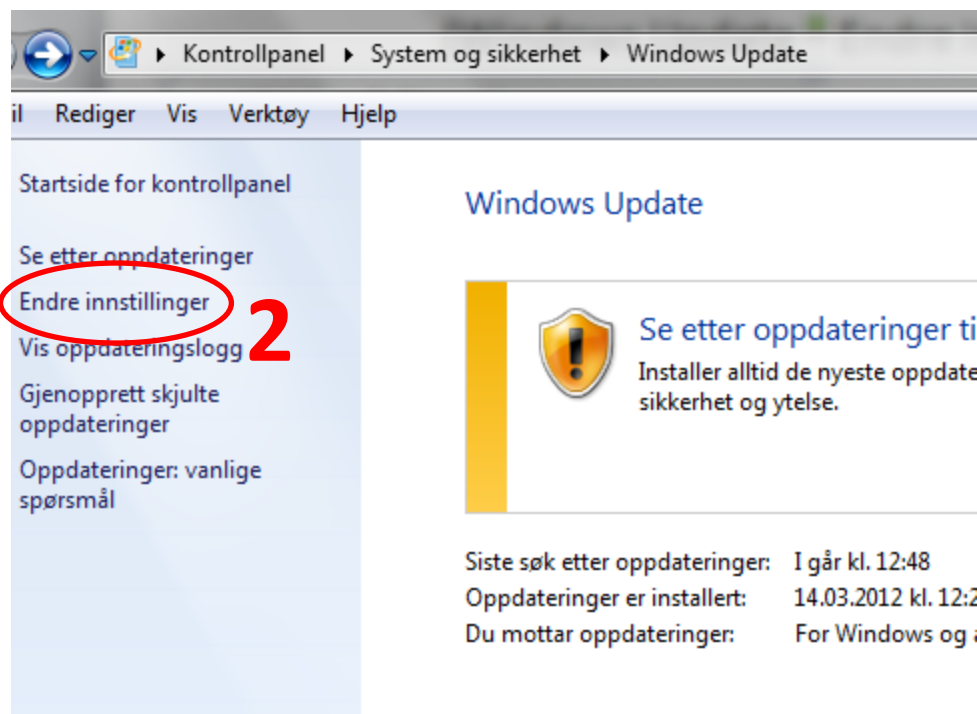 Kontrollpanel System og sikkerhet Windows Update
Rediger Vis Verktøy Hjelp
Startside for kontrollpanel
Se etter oppdateringer
Endre innstillinger
2
Vis oppdateringslogg
Gjenopprett skjulte
oppdateringer
Oppdateringer: vanlige
spørsmål
Windows Update
Se etter oppdateringer
Installer alltid de nyeste
sikkerhet og ytelse.
Siste søk etter oppdateringer: I går kl. 12:48
Oppdateringer er installert: 14.03.2012 kl. 12:2
Du mottar oppdateringer: For Windows og